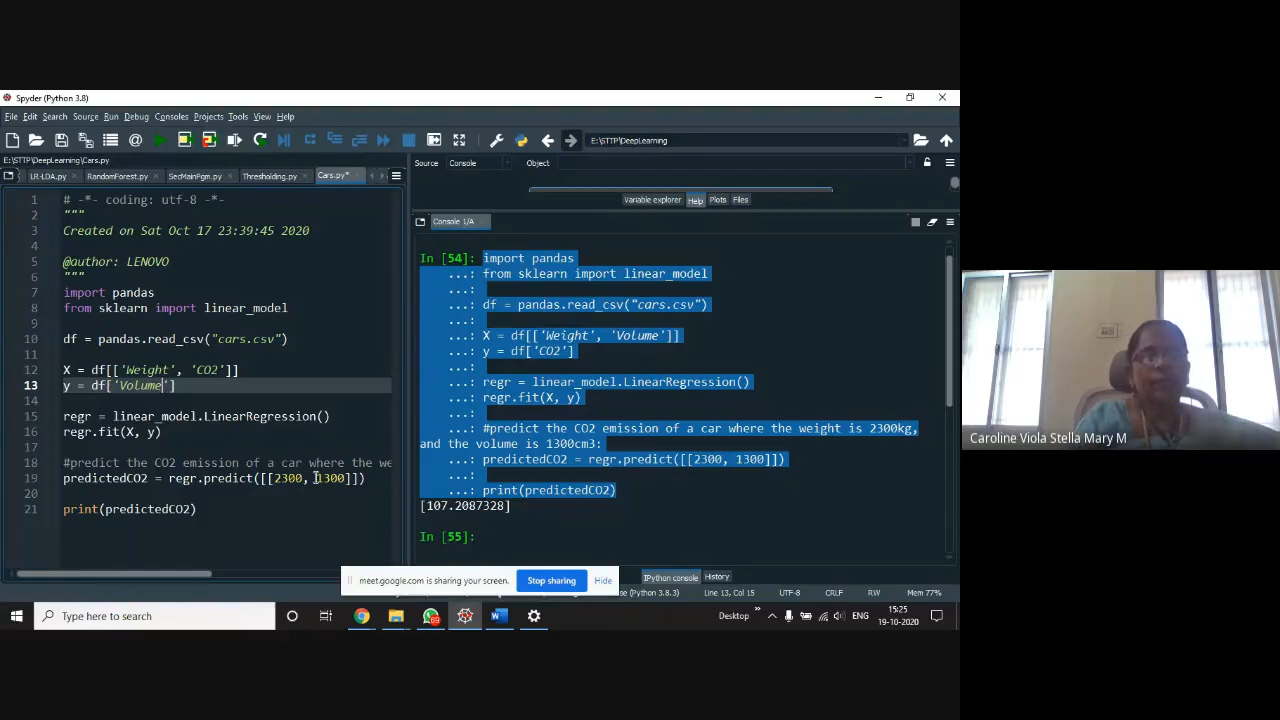 Spyder (Python 3.8)
File Edit Search Source Run Debug Consoles Projects Tools View Help
E:\STTP\DeepLearning
E:\STTP\DeepLearning\Cars.py
LR-LDA.py RandomForest.py SecMainPgm.py Thresholding.py Cars.py*
1 # -*- coding: utf-8 -*-
2 """
3 Created on Sat Oct 17 23:39:45 2020
4
5 @author: LENOVO
6 """
7 import pandas
8 from sklearn import linear_model
9
10 df = pandas.read_csv("cars.csv")
11
12 X = df[['Weight', 'CO2']]
13 y = df['Volume']
14
15 regr = linear_model.LinearRegression()
16 regr.fit(X, y)
17
18 #predict the CO2 emission of a car where the we
19 predictedCO2 = regr.predict([[2300, 1300]])
20
21 print(predictedCO2)
Source Console Object
Variable explorer Help Plots Files
Console 1/A
In [54]: import pandas
...: from sklearn import linear_model
...:
...: df = pandas.read_csv("cars.csv")
...:
...: X = df[['Weight', 'Volume']]
...: y = df['CO2']
...:
...: regr = linear_model.LinearRegression()
...: regr.fit(X, y)
...:
...: #predict the CO2 emission of a car where the weight is 2300kg,
and the volume is 1300cm3:
...: predictedCO2 = regr.predict([[2300, 1300]])
...:
...: print(predictedCO2)
[107.2087328]
In [55]:
IPython console History
meet.google.com is sharing your screen. Stop sharing Hide
(Python 3.8.3) Line 13, Col 15 UTF-8 CRLF RW Mem 77%
Type here to search
89
Desktop
ENG
15:25
19-10-2020
Caroline Viola Stella Mary M